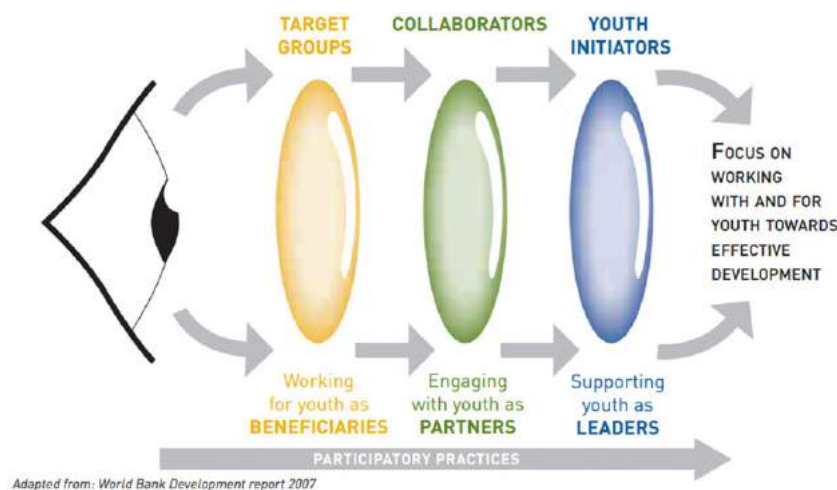 TARGET
GROUPS
COLLABORATORS
YOUTH
INITIATORS
FOCUS ON
WORKING
WITH AND FOR
YOUTH TOWARDS
EFFECTIVE
DEVELOPMENT
Working
for youth as
BENEFICIARIES
Engaging
with youth as
PARTNERS
Supporting
youth as
LEADERS
PARTICIPATORY PRACTICES
Adapted from: World Bank Development report 2007